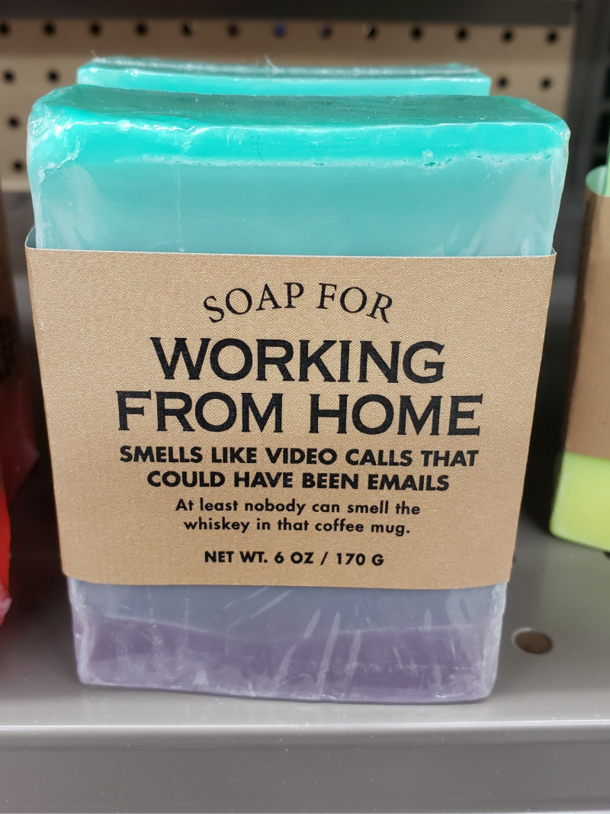 SOAP FOR
WORKING
FROM HOME
SMELLS LIKE VIDEO CALLS THAT
COULD HAVE BEEN EMAILS
At least nobody can smell the
whiskey in that coffee mug.
NET WT. 6 OZ / 170 G